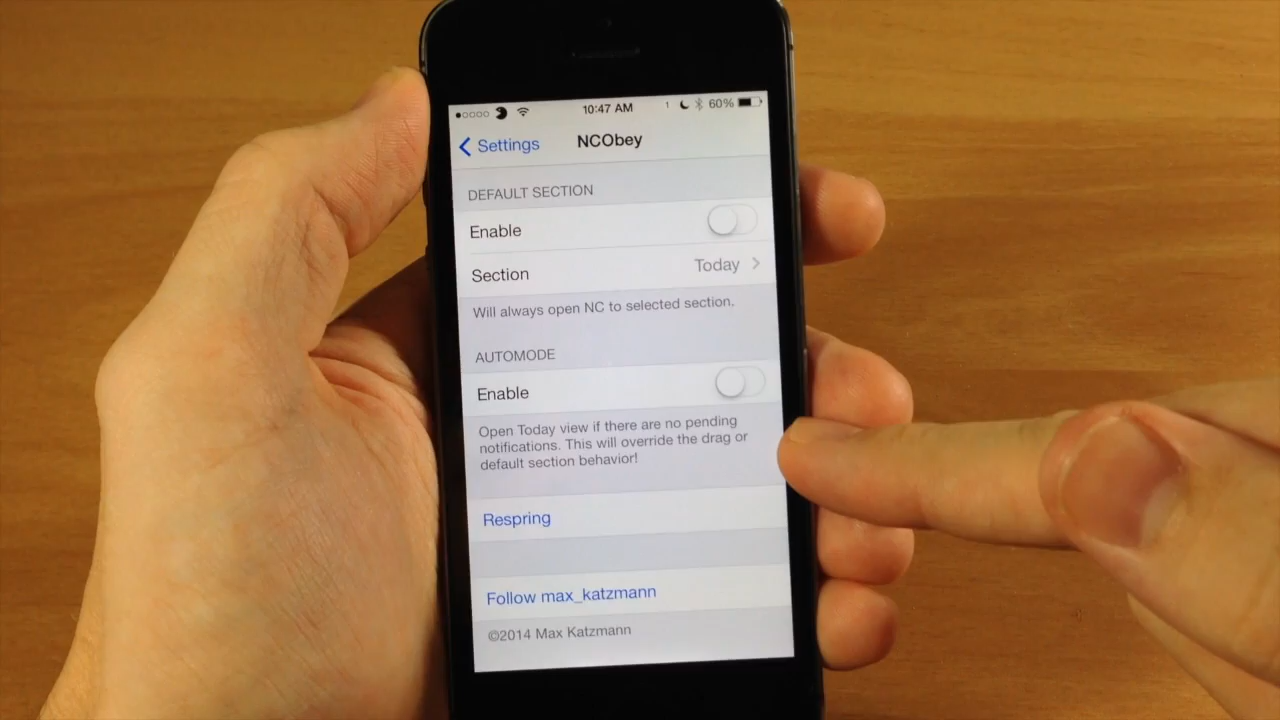 10:47 AM 1 60%
Settings NCObey
DEFAULT SECTION
Enable
Section Today
Will always open NC to selected section.
AUTOMODE
Enable
Open Today view if there are no pending
notifications. This will override the drag or
default section behavior!
Respring
Follow max_katzmann
©2014 Max Katzmann